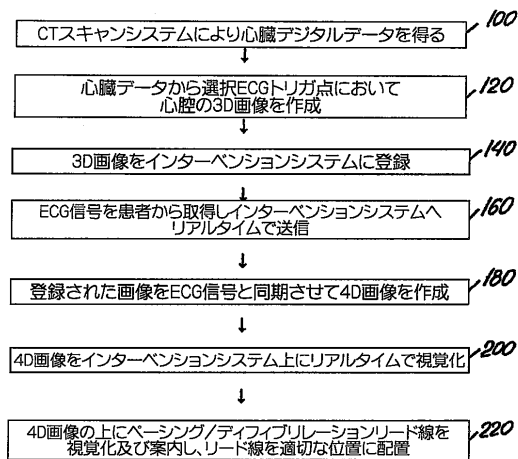 CTスキャンシステムにより心臓デジタルデータを得る
100
心臓データから選択ECGトリガ点において
心腔の3D画像を作成
120
3D画像をインターベンションシステムに登録
140
ECG信号を患者から取得しインターベンションシステムへ
リアルタイムで送信
160
登録された画像をECG信号と同期させて4D画像を作成
180
4D画像をインターベンションシステム上にリアルタイムで視覚化
200
4D画像の上にペーシング/ディフィブリレーションリード線を
視覚化及び案内し、リード線を適切な位置に配置
220